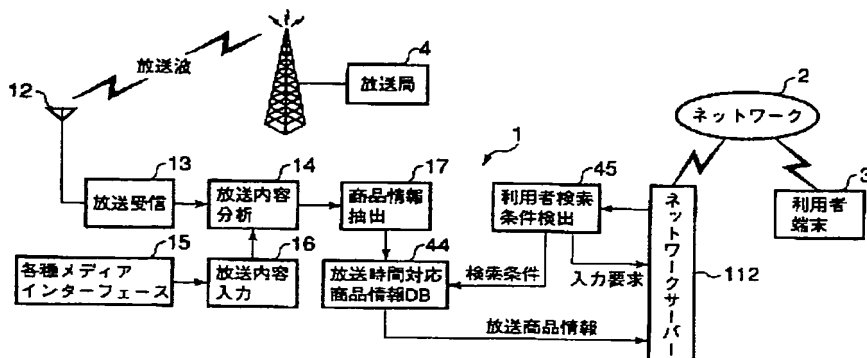 放送波
4
放送局
12
2
ネットワーク
1
13
放送受信
14
放送内容
分析
17
商品情報
抽出
45
利用者検索
条件検出
3
利用者
端末
15
各種メディア
インターフェース
16
放送内容
入力
44
放送時間対応
商品情報DB
検索条件
入力要求
放送商品情報
ネットワークサーバー
112